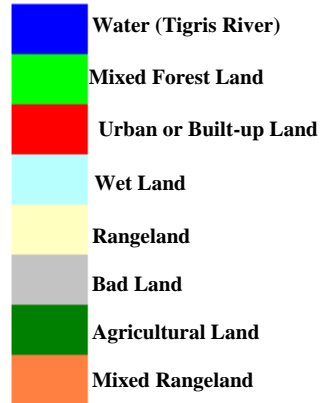 Water (Tigris River)
Mixed Forest Land
Urban or Built-up Land
Wet Land
Rangeland
Bad Land
Agricultural Land
Mixed Rangeland